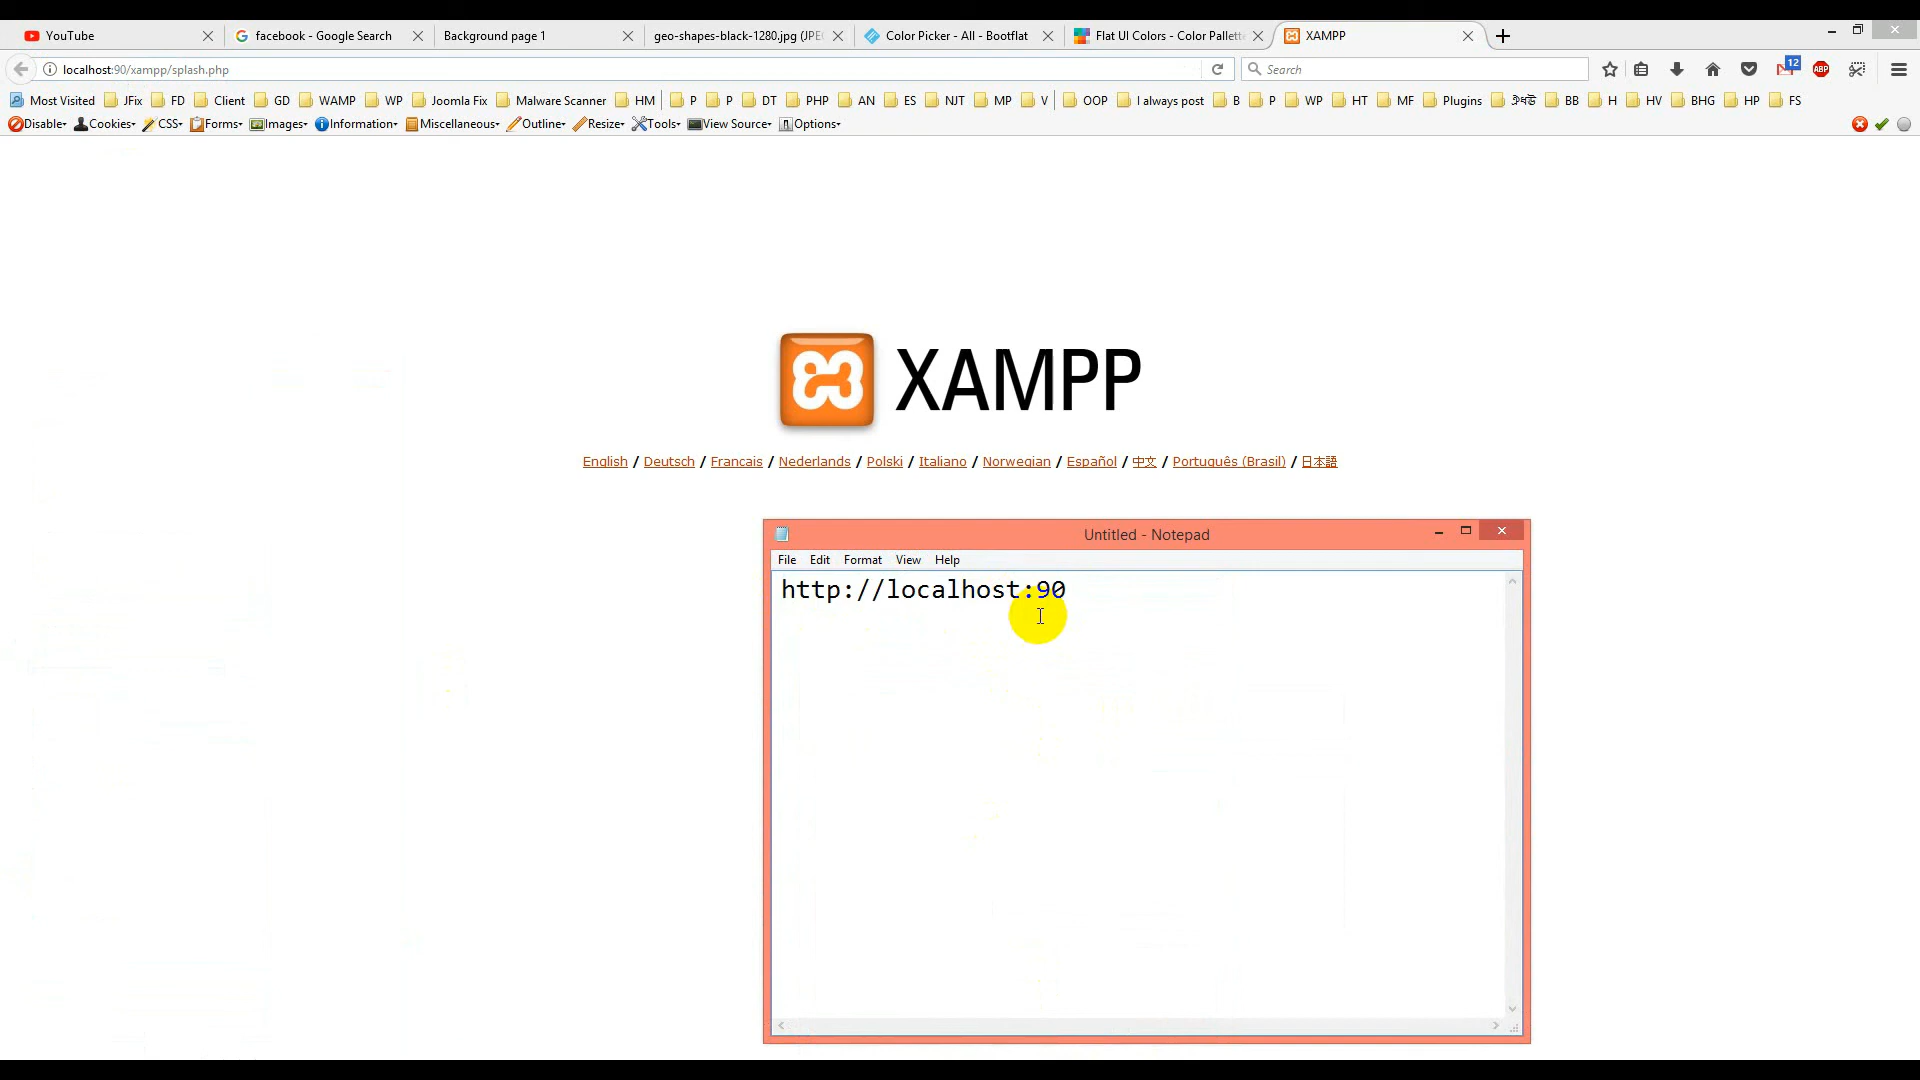 YouTube
facebook - Google Search
Background page 1
geo-shapes-black-1280.jpg (JPE
Color Picker - All - Bootflat
Flat UI Colors - Color Pallett
XAMPP
localhost:90/xampp/splash.php
Search
12
ABP
Most Visited JFix FD Client GD WAMP WP Joomla Fix Malware Scanner HM P P DT PHP AN ES NJT MP V OOP I always post B P WP HT MF Plugins BB H HV BHG HP FS
Disable Cookies CSS Forms Images Information Miscellaneous Outline Resize Tools View Source Options
XAMPP
English / Deutsch / Francais / Nederlands / Polski / Italiano / Norwegian / Español / 中文 / Português (Brasil) / 日本語
Untitled - Notepad
File Edit Format View Help
http://localhost:90